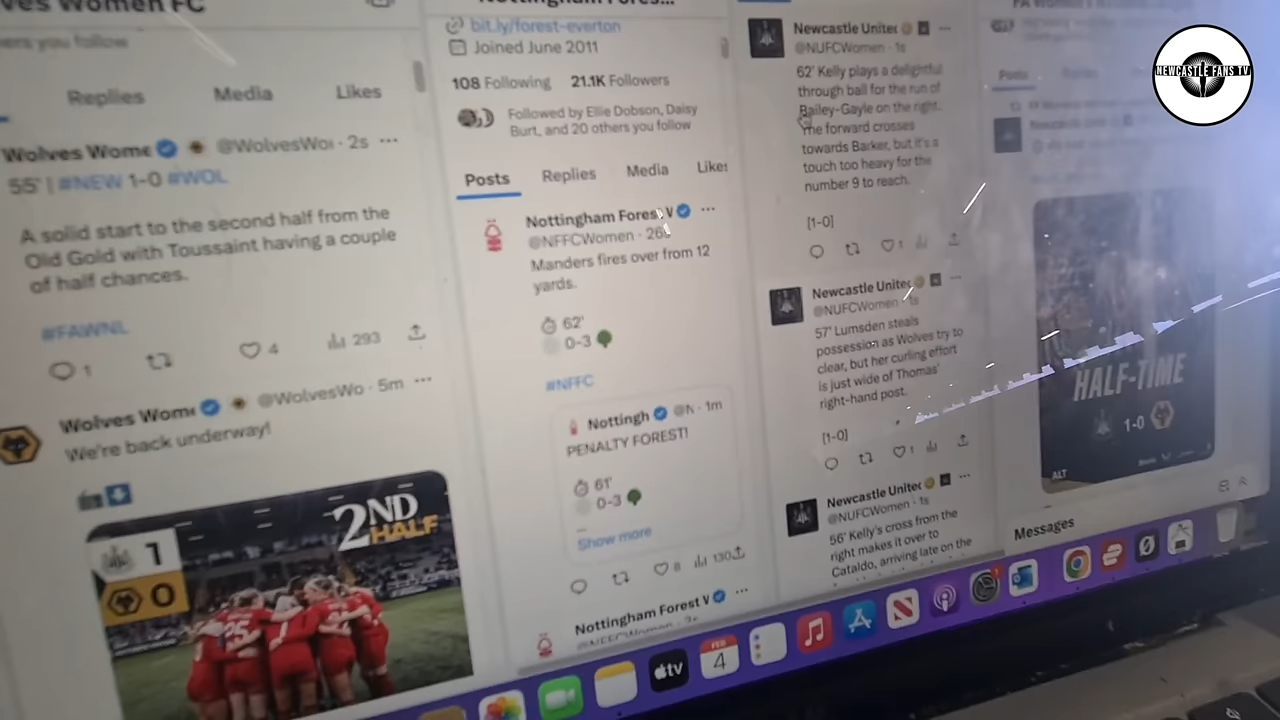 ves Women FC
ers you follow
Replies Media Likes
Wolves Wome @WolvesWo · 2s ···
55' | #NEW 1-0 #WOL
A solid start to the second half from the
Old Gold with Toussaint having a couple
of half chances.
#FAWNL
1 4 293
Wolves Wome @WolvesWo · 5m ···
We're back underway!
2ND
HALF
1
0
Nottingham Fores...
bit.ly/forest-everton
Joined June 2011
108 Following 21.1K Followers
Followed by Ellie Dobson, Daisy
Burt, and 20 others you follow
Posts Replies Media Likes
Nottingham Forest W ···
@NFFCWomen · 26s
Manders fires over from 12
yards.
62'
0-3
#NFFC
Nottingh @N · 1m
PENALTY FOREST!
61'
0-3
Show more
8 130
Nottingham Forest W ···
Newcastle United ···
@NUFCWomen · 1s
62' Kelly plays a delightful
through ball for the run of
Bailey-Gayle on the right.
The forward crosses
towards Barker, but it's a
touch too heavy for the
number 9 to reach.
[1-0]
1
Newcastle United ···
@NUFCWomen · 1s
57' Lumsden steals
possession as Wolves try to
clear, but her curling effort
is just wide of Thomas'
right-hand post.
[1-0]
1
Newcastle United ···
@NUFCWomen · 1s
56' Kelly's cross from the
right makes it over to
Cataldo, arriving late on the
Posts
HALF-TIME
1-0
ALT
Messages
FEB
4
tv
NEWCASTLE FANS TV